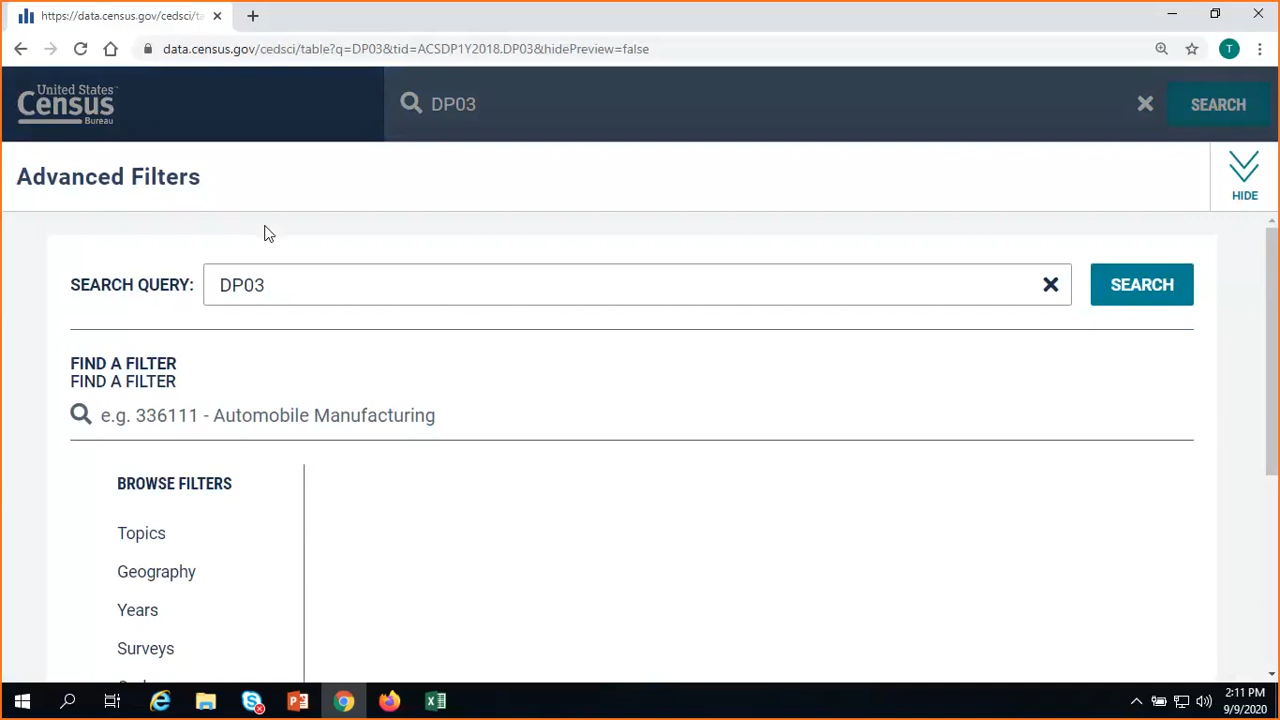 https://data.census.gov/cedsci/ta
data.census.gov/cedsci/table?q=DP03&tid=ACSDP1Y2018.DP03&hidePreview=false
T
United States
Census
Bureau
DP03
SEARCH
Advanced Filters
HIDE
SEARCH QUERY:
DP03
SEARCH
FIND A FILTER
FIND A FILTER
e.g. 336111 - Automobile Manufacturing
BROWSE FILTERS
Topics
Geography
Years
Surveys
2:11 PM
9/9/2020